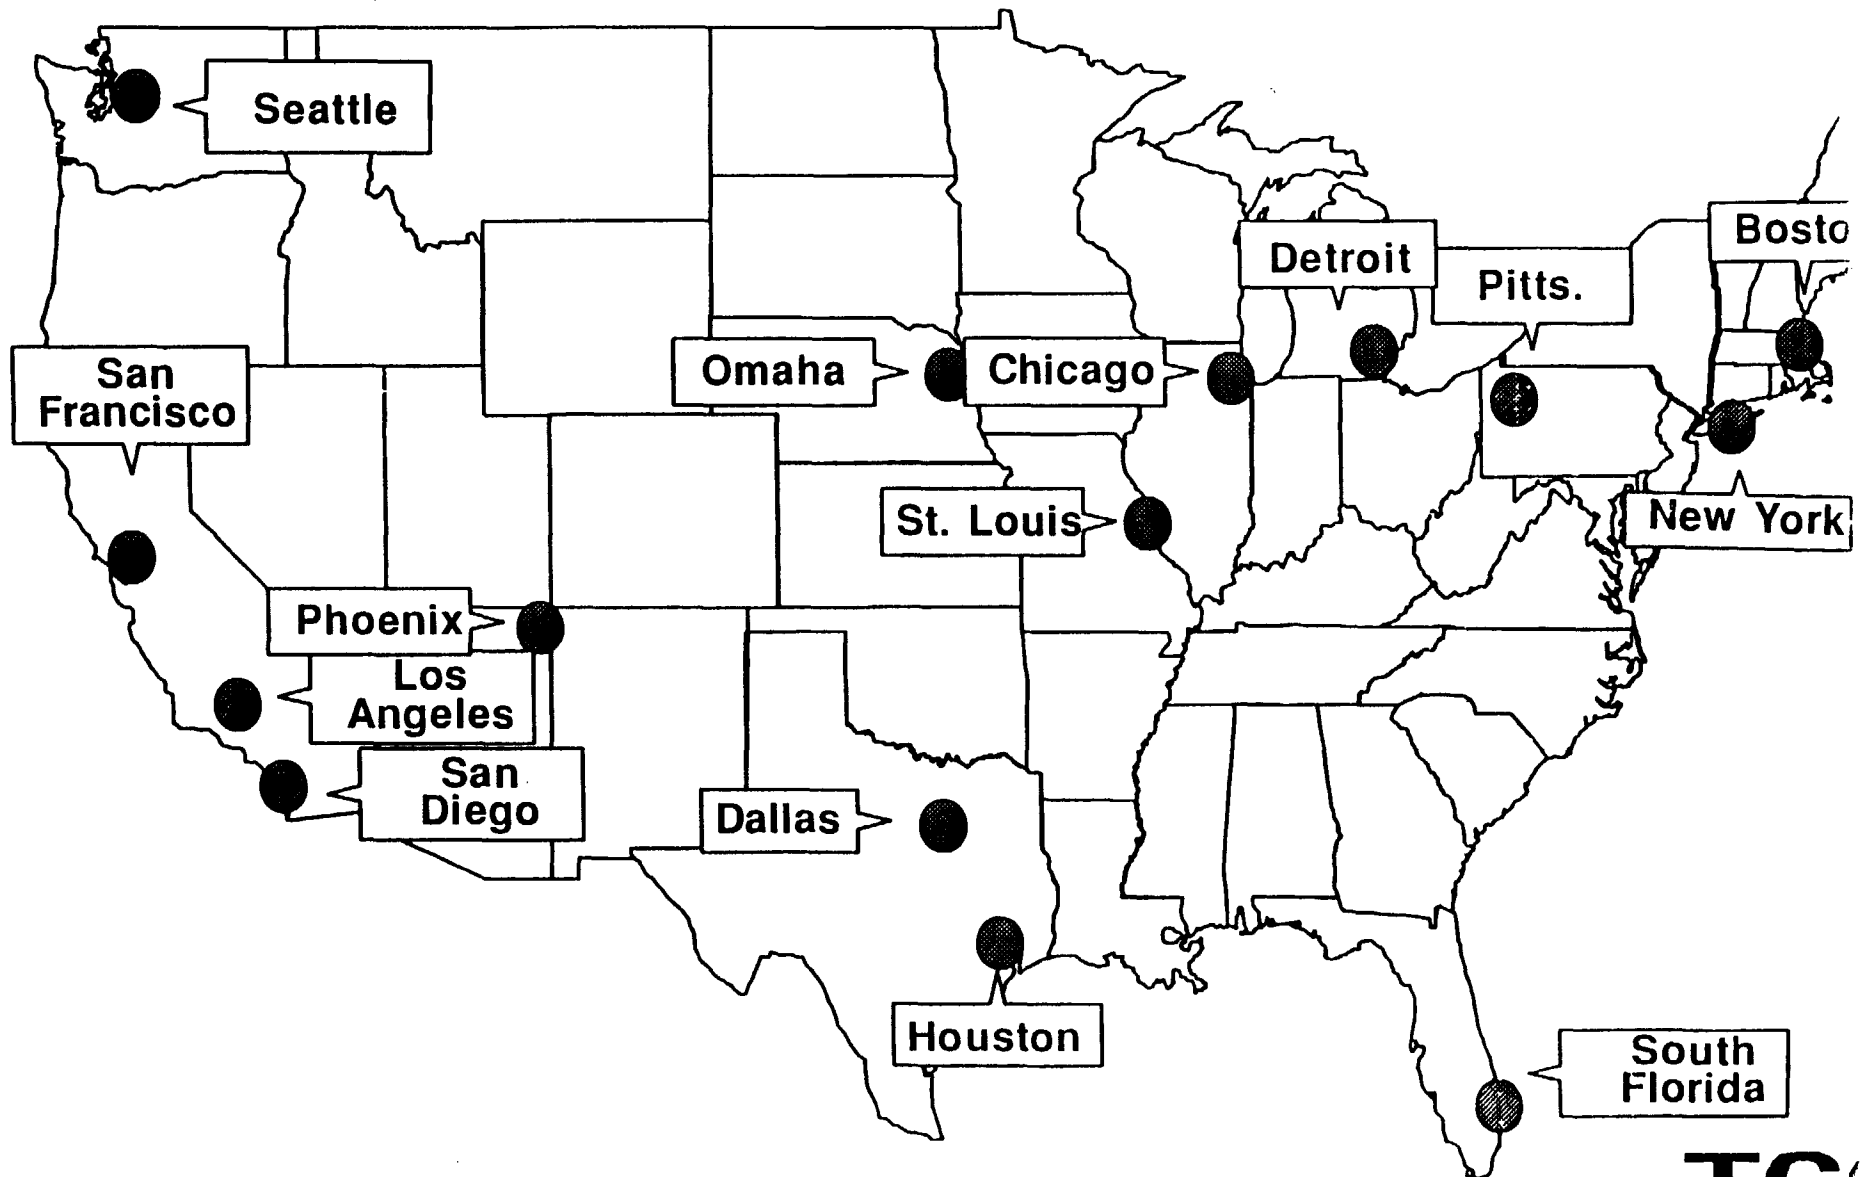 Seattle
Bosto
Detroit
Pitts.
San
Francisco
Omaha
Chicago
St. Louis
New York
Phoenix
Los
Angeles
San
Diego
Dallas
Houston
South
Florida